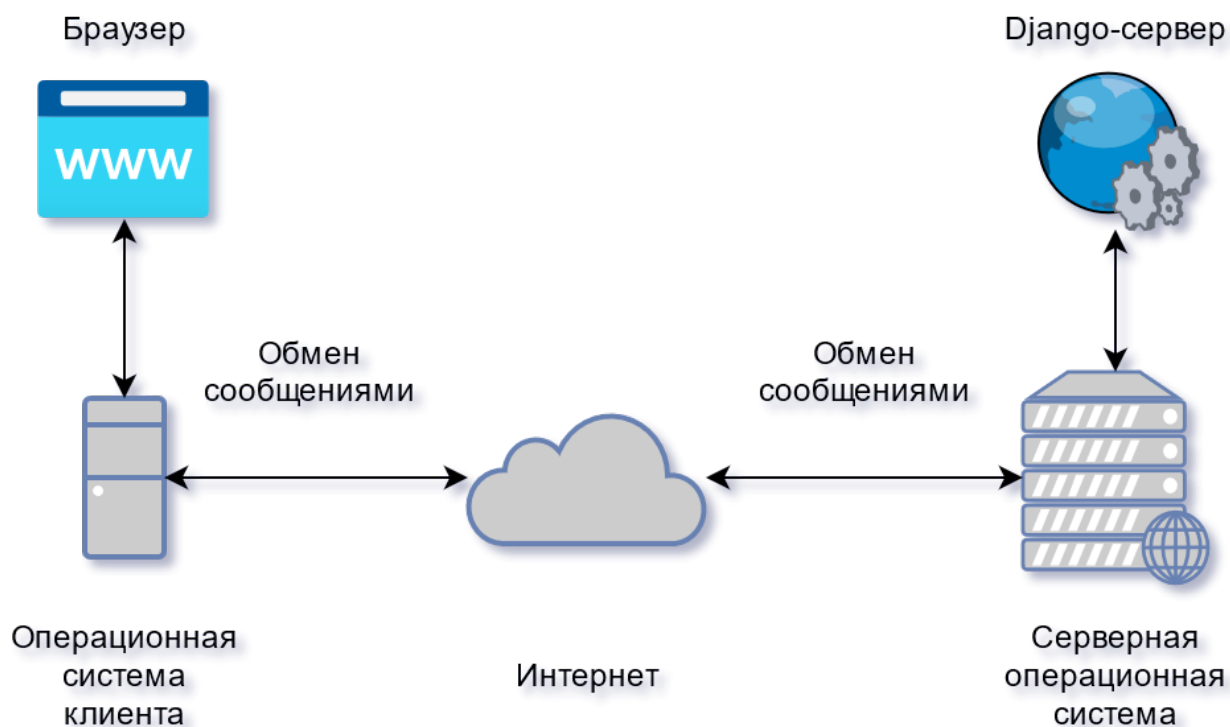 Браузер
Django-сервер
www
Обмен
сообщениями
Обмен
сообщениями
Операционная
система
клиента
Интернет
Серверная
операционная
система